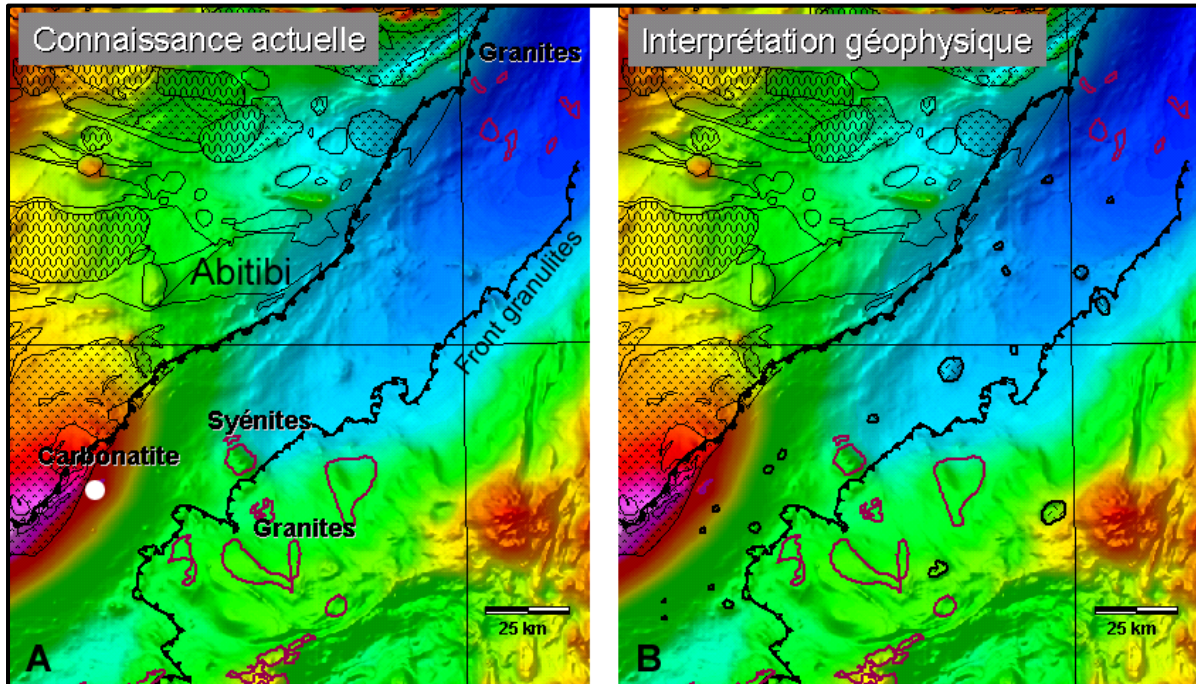 Connaissance actuelle
Granites
Abitibi
Front granulites
Syénites
Carbonatite
Granites
25 km
A
Interprétation géophysique
25 km
B